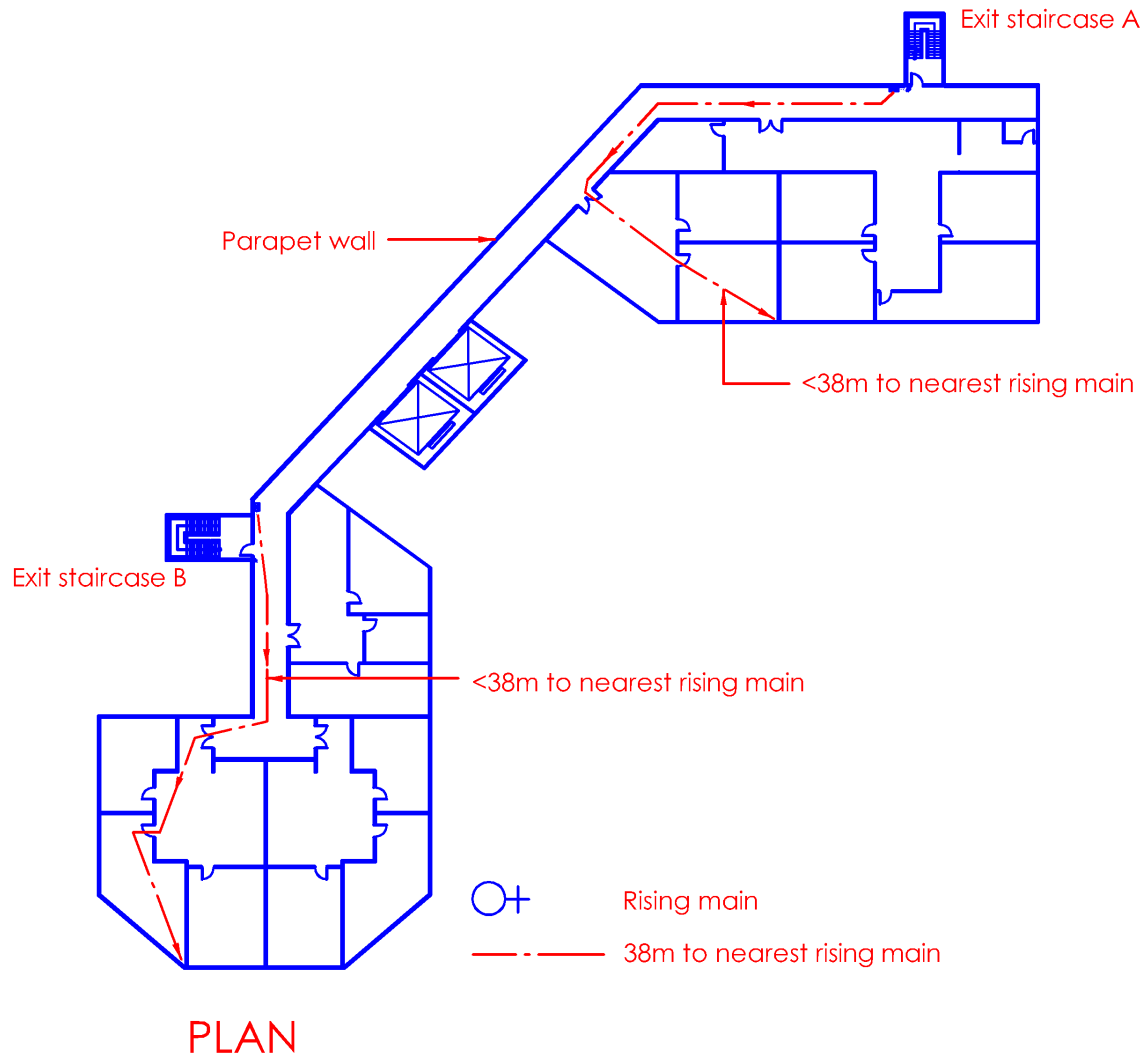 Exit staircase A
Parapet wall
<38m to nearest rising main
Exit staircase B
<38m to nearest rising main
Rising main
38m to nearest rising main
PLAN